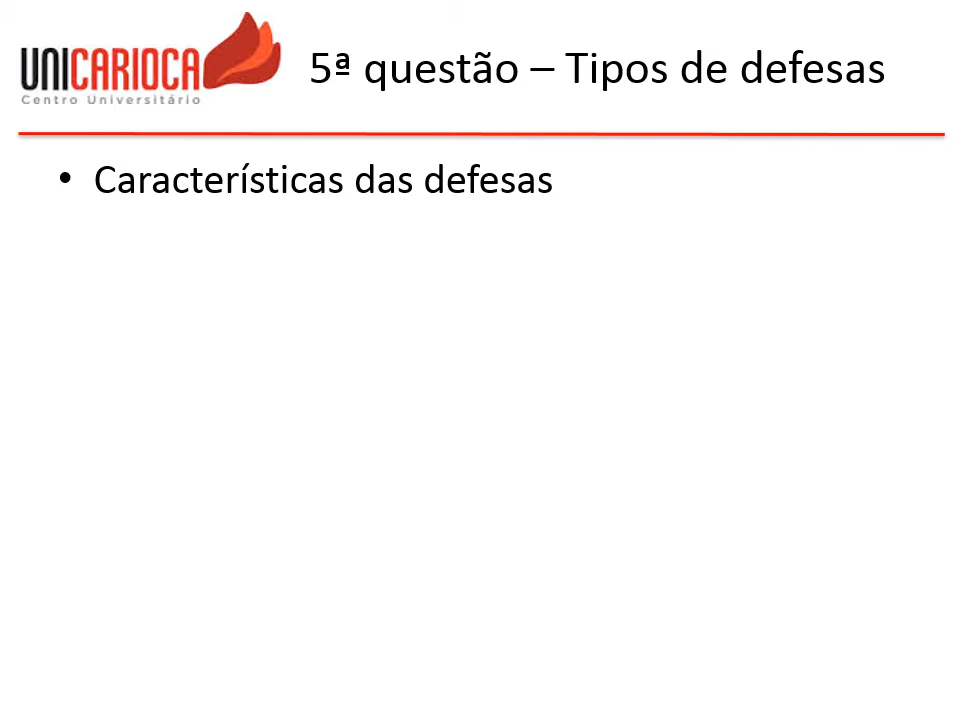 UNICARIOCA
Centro Universitário
5ª questão – Tipos de defesas
• Características das defesas